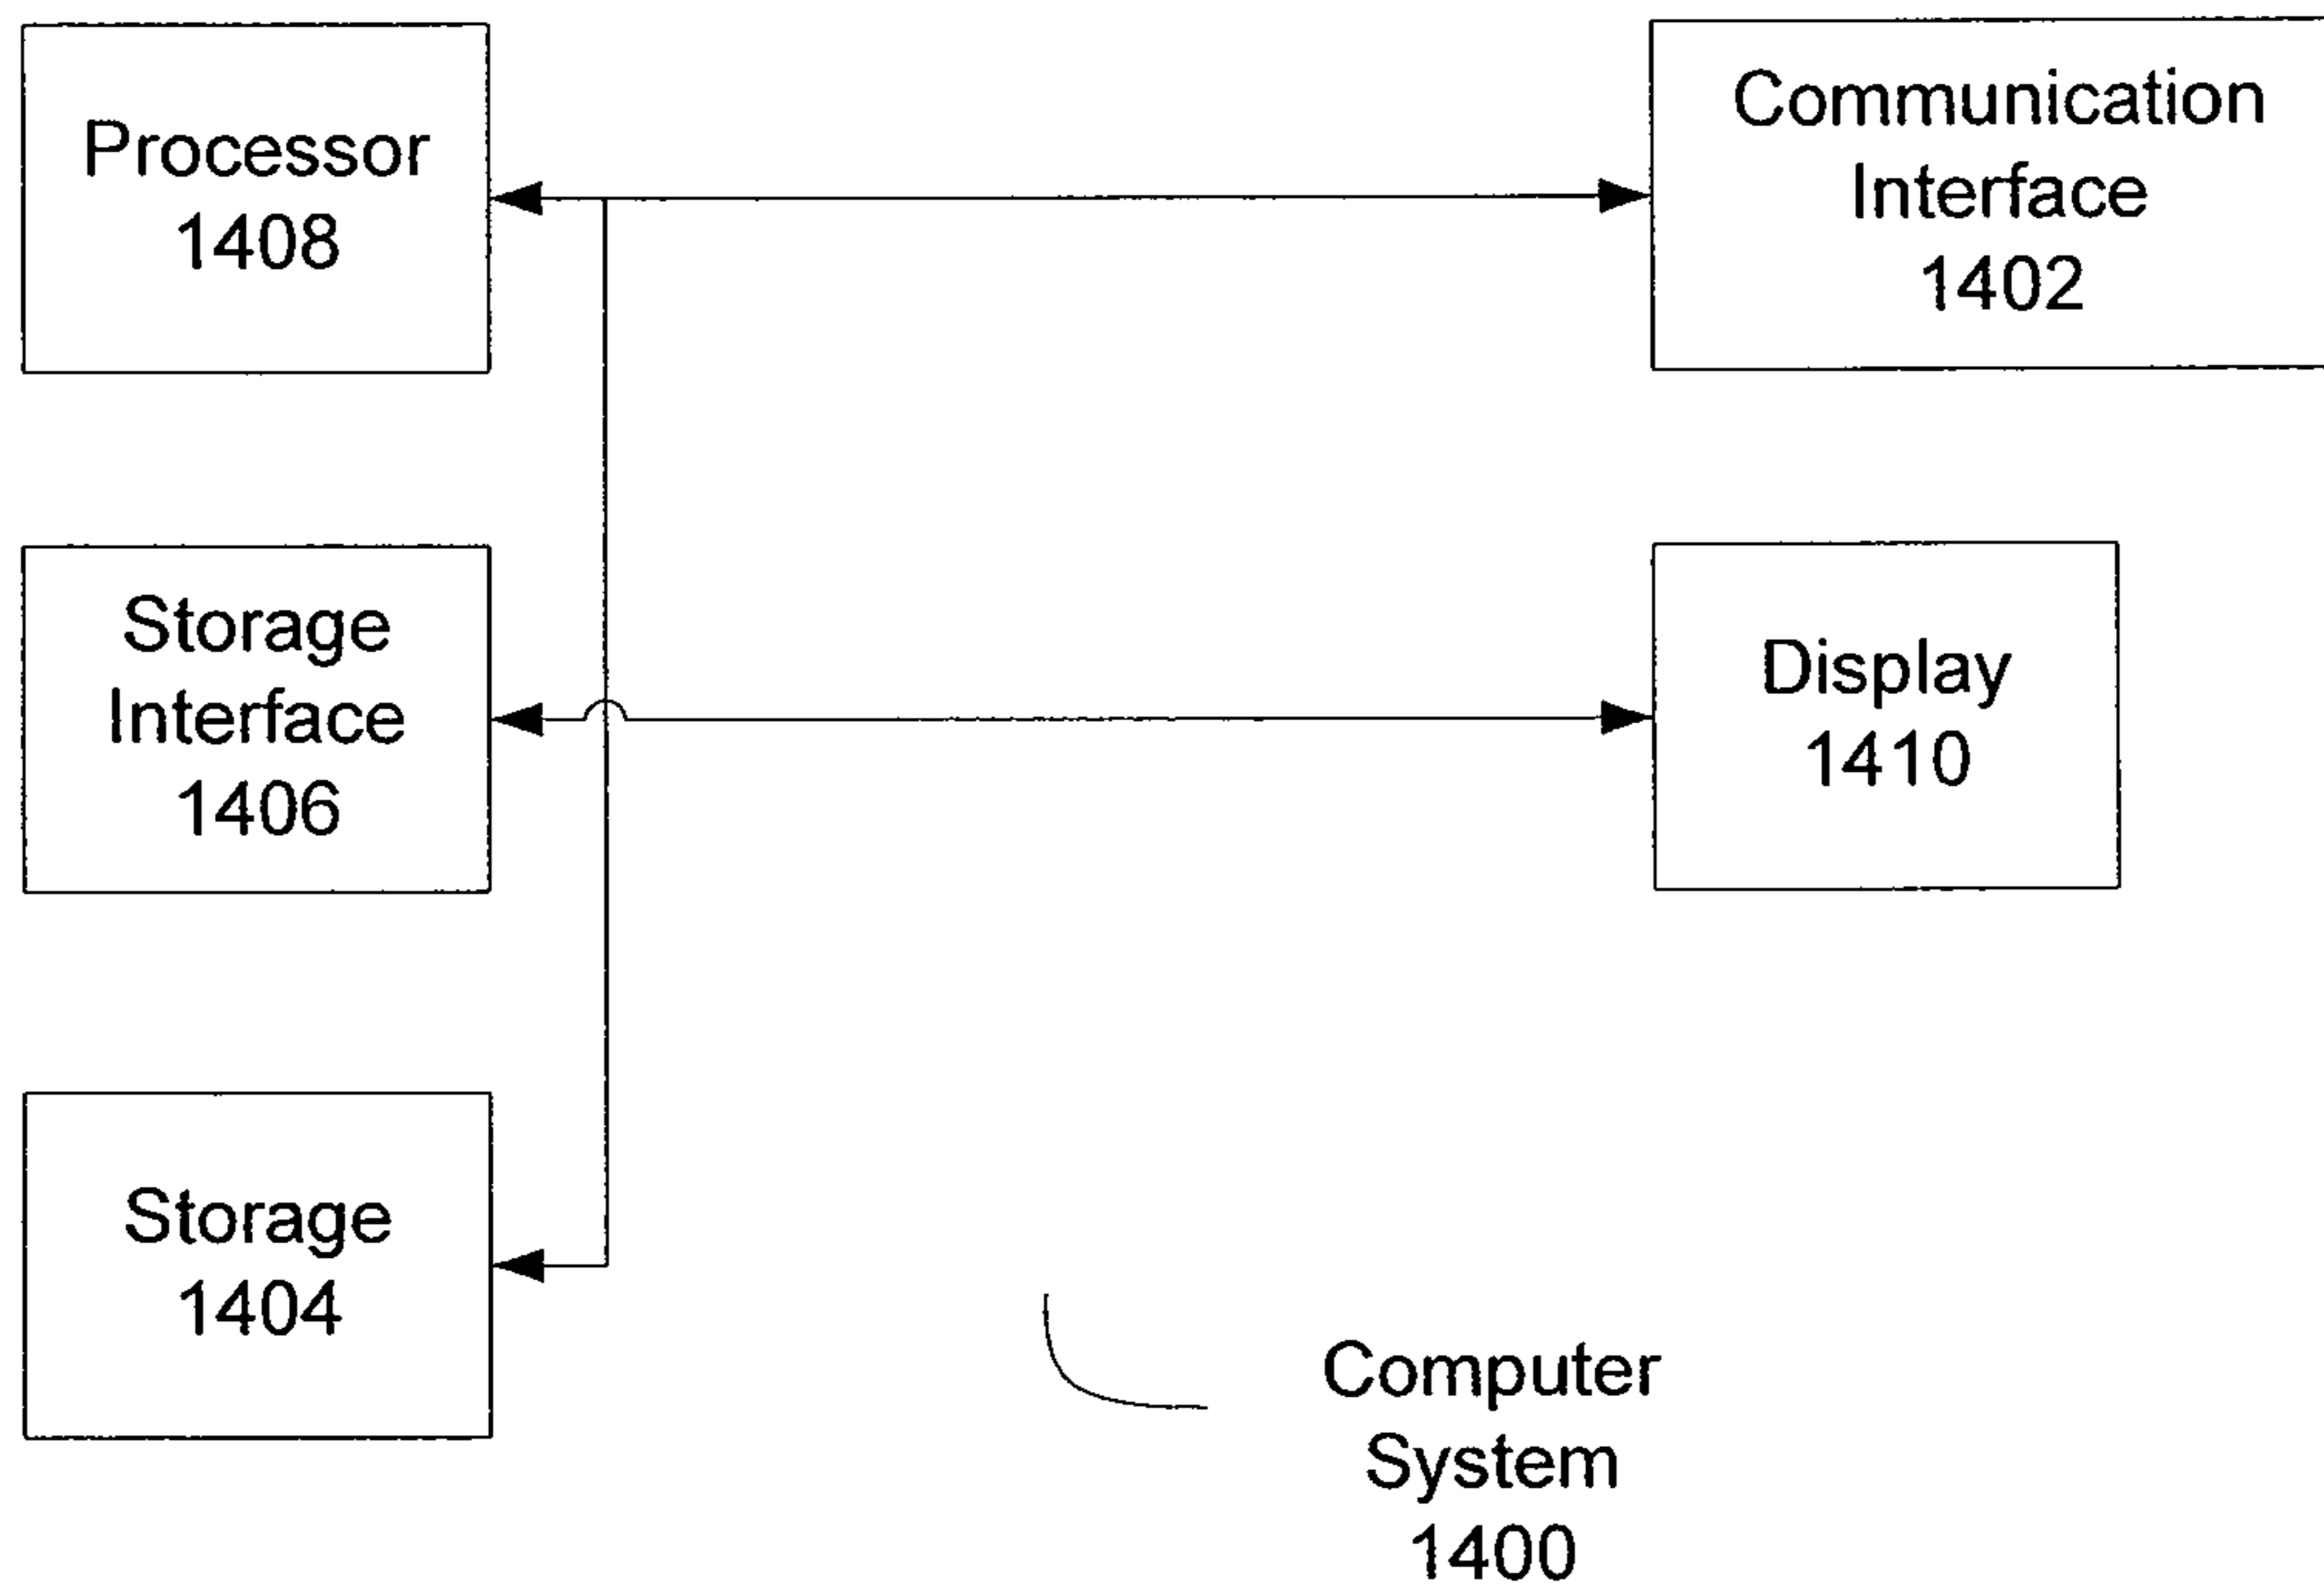 Processor
1408
Communication
Interface
1402
Storage
Interface
1406
Display
1410
Storage
1404
Computer
System
1400